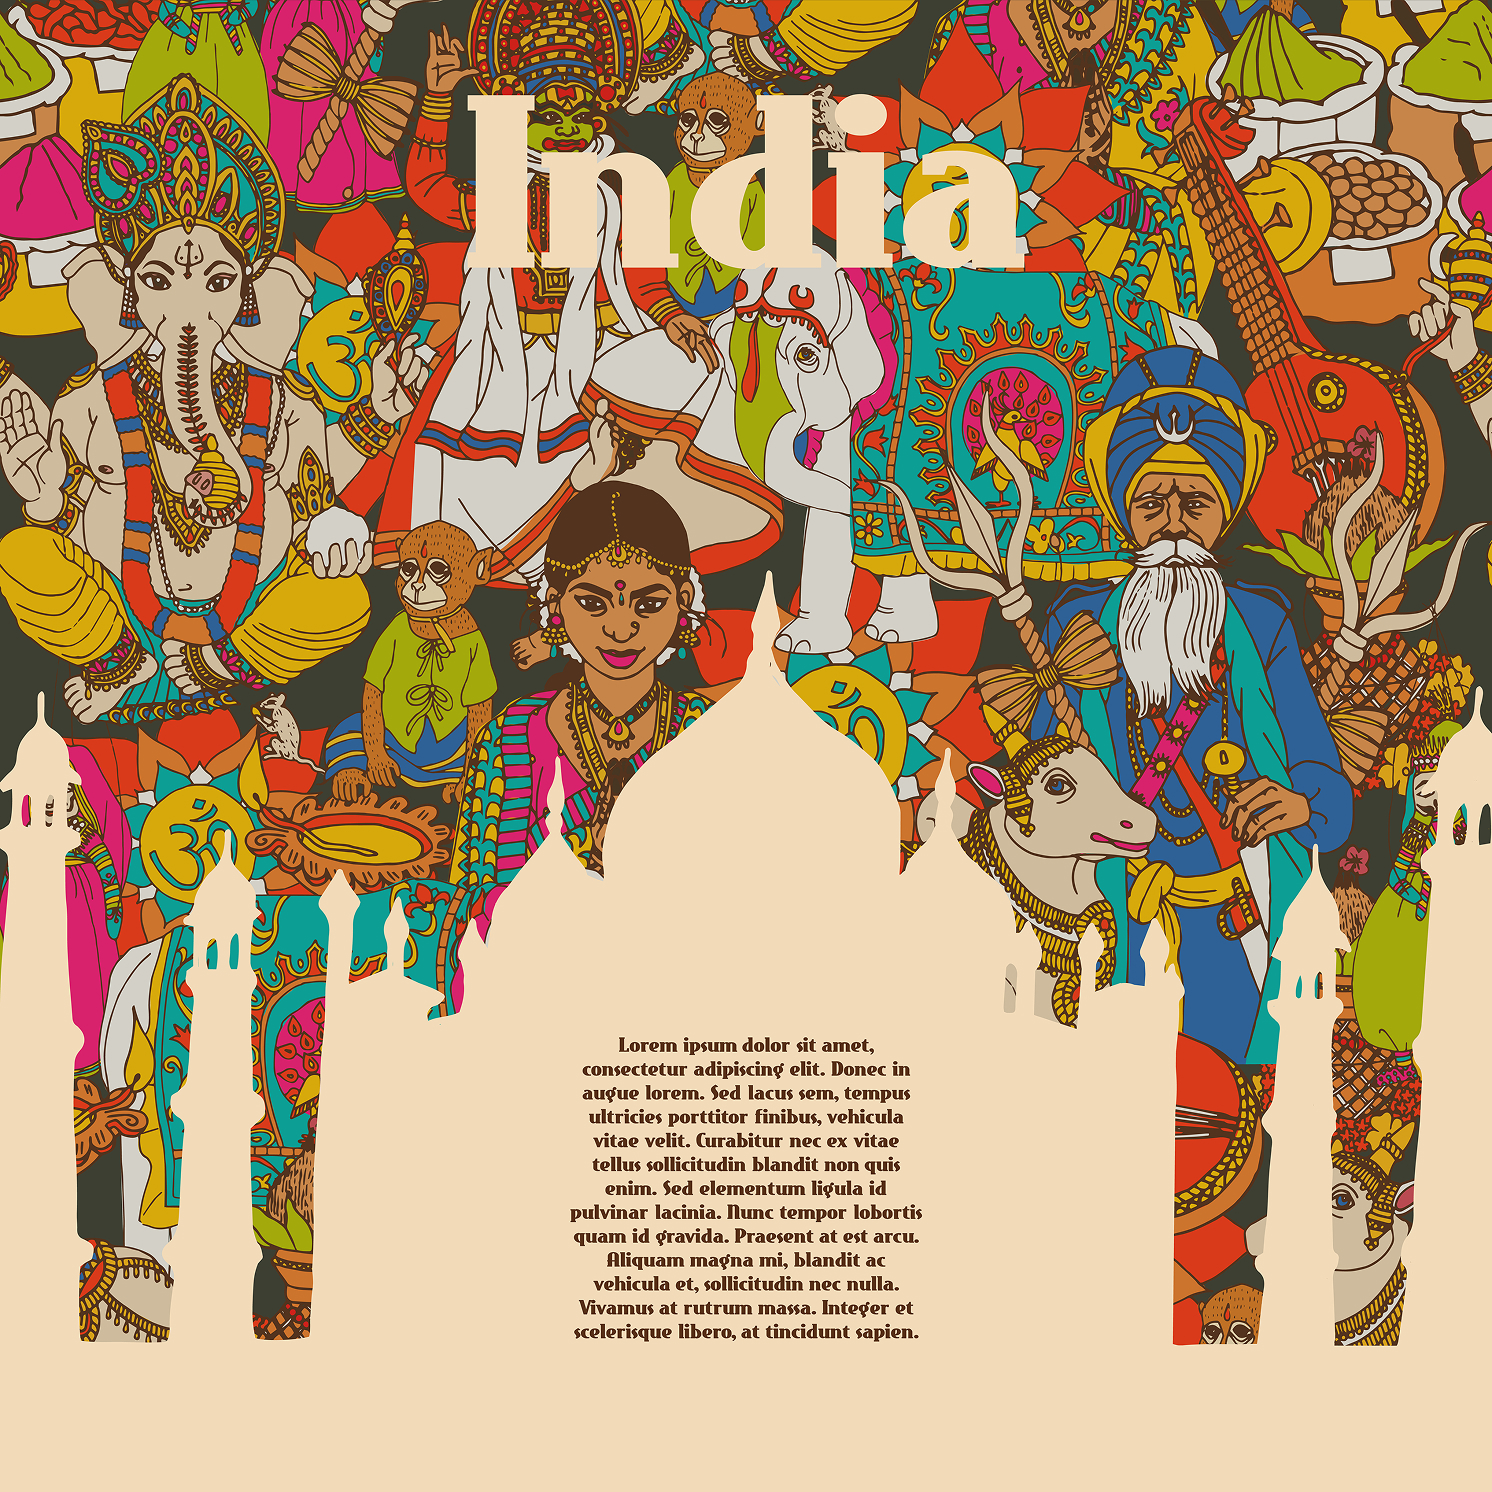 India
ॐ
ॐ
ॐ
Lorem ipsum dolor sit amet,
consectetur adipiscing elit. Donec in
augue lorem. Sed lacus sem, tempus
ultricies porttitor finibus, vehicula
vitae velit. Curabitur nec ex vitae
tellus sollicitudin blandit non quis
enim. Sed elementum ligula id
pulvinar lacinia. Nunc tempor lobortis
quam id gravida. Praesent at est arcu.
Aliquam magna mi, blandit ac
vehicula et, sollicitudin nec nulla.
Vivamus at rutrum massa. Integer et
scelerisque libero, at tincidunt sapien.